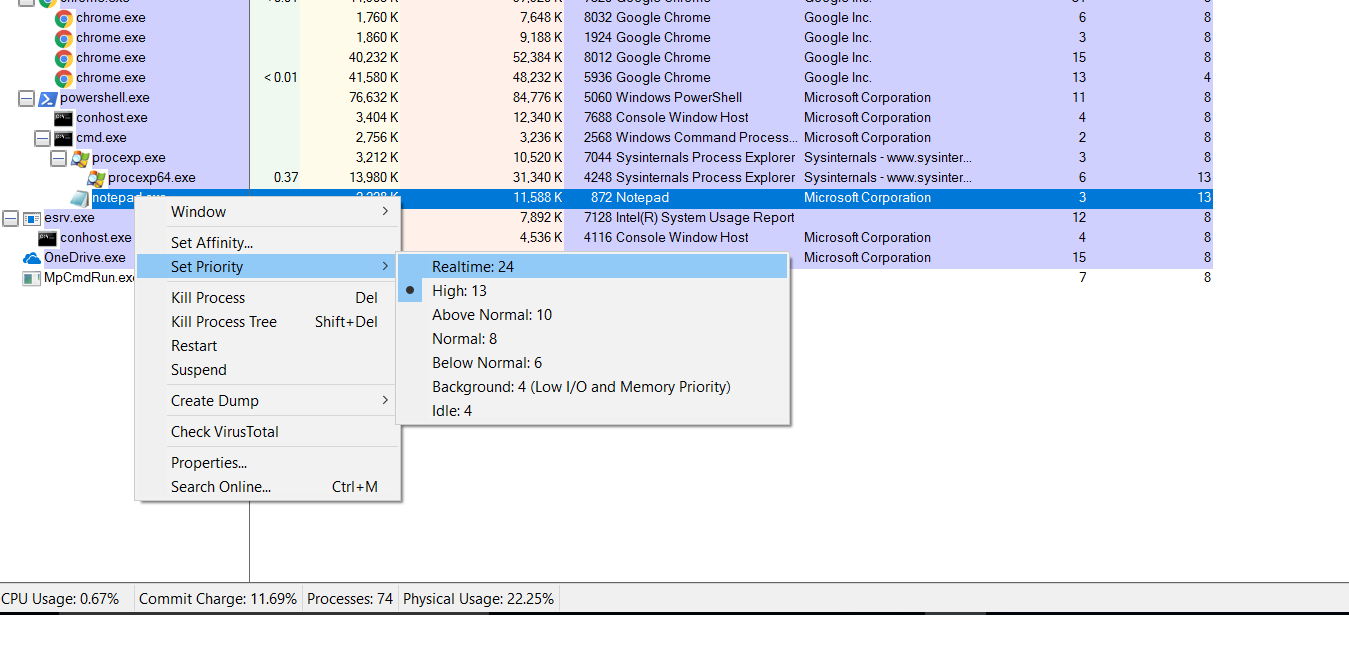 chrome.exe 1,760 K 7,648 K 8032 Google Chrome Google Inc. 6 8
chrome.exe 1,860 K 9,188 K 1924 Google Chrome Google Inc. 3 8
chrome.exe 40,232 K 52,384 K 8012 Google Chrome Google Inc. 15 8
chrome.exe < 0.01 41,580 K 48,232 K 5936 Google Chrome Google Inc. 13 4
powershell.exe 76,632 K 84,776 K 5060 Windows PowerShell Microsoft Corporation 11 8
conhost.exe 3,404 K 12,340 K 7688 Console Window Host Microsoft Corporation 4 8
cmd.exe 2,756 K 3,236 K 2568 Windows Command Process... Microsoft Corporation 2 8
procexp.exe 3,212 K 10,520 K 7044 Sysinternals Process Explorer Sysinternals - www.sysinter... 3 8
procexp64.exe 0.37 13,980 K 31,340 K 4248 Sysinternals Process Explorer Sysinternals - www.sysinter... 6 13
notepad.exe 11,588 K 872 Notepad Microsoft Corporation 3 13
esrv.exe 7,892 K 7128 Intel(R) System Usage Report 12 8
conhost.exe 4,536 K 4116 Console Window Host Microsoft Corporation 4 8
OneDrive.exe Microsoft Corporation 15 8
MpCmdRun.exe 7 8
Window
Set Affinity...
Set Priority
Kill Process Del
Kill Process Tree Shift+Del
Restart
Suspend
Create Dump
Check VirusTotal
Properties...
Search Online... Ctrl+M
Realtime: 24
High: 13
Above Normal: 10
Normal: 8
Below Normal: 6
Background: 4 (Low I/O and Memory Priority)
Idle: 4
CPU Usage: 0.67% Commit Charge: 11.69% Processes: 74 Physical Usage: 22.25%